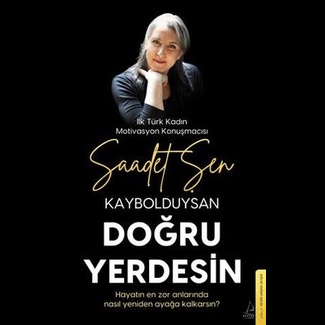 İlk Türk Kadın
Motivasyon Konuşmacısı
Saadet Şen
KAYBOLDUYSAN
DOĞRU
YERDESİN
Hayatın en zor anlarında
nasıl yeniden ayağa kalkarsın?